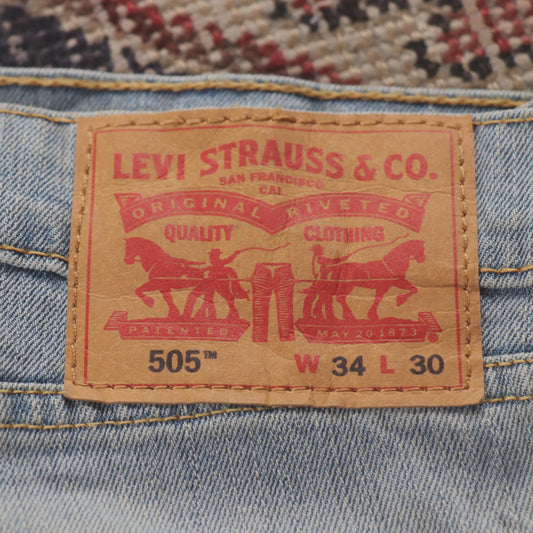 LEVI STRAUSS & CO.
SAN FRANCISCO
CAL
ORIGINAL RIVETED
QUALITY CLOTHING
PATENTED MAY 20 1873
505™ W 34 L 30